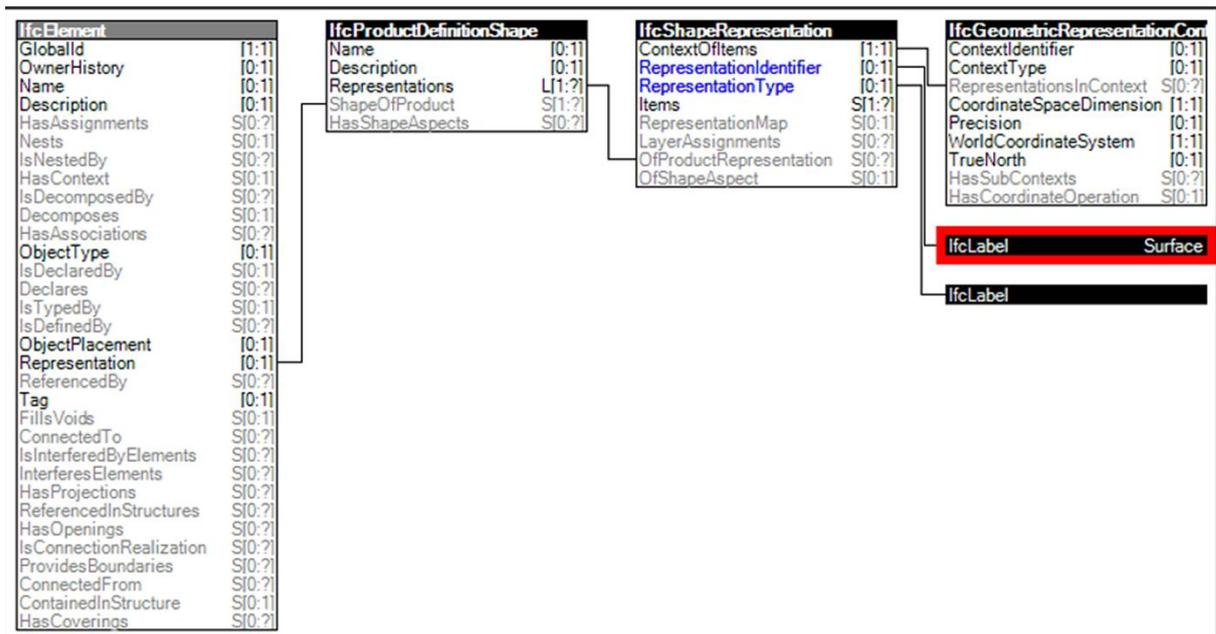 IfcElement
GlobalId [1:1]
OwnerHistory [0:1]
Name [0:1]
Description [0:1]
HasAssignments S[0:?]
Nests S[0:1]
IsNestedBy S[0:?]
HasContext S[0:1]
IsDecomposedBy S[0:?]
Decomposes S[0:1]
HasAssociations S[0:?]
ObjectType [0:1]
IsDeclaredBy S[0:1]
Declares S[0:?]
IsTypedBy S[0:1]
IsDefinedBy S[0:?]
ObjectPlacement [0:1]
Representation [0:1]
ReferencedBy S[0:?]
Tag [0:1]
FillsVoids S[0:1]
ConnectedTo S[0:?]
IsInterferedByElements S[0:?]
InterferesElements S[0:?]
HasProjections S[0:?]
ReferencedInStructures S[0:?]
HasOpenings S[0:?]
IsConnectionRealization S[0:?]
ProvidesBoundaries S[0:?]
ConnectedFrom S[0:?]
ContainedInStructure S[0:1]
HasCoverings S[0:?]
IfcProductDefinitionShape
Name [0:1]
Description [0:1]
Representations L[1:?]
ShapeOfProduct S[1:?]
HasShapeAspects S[0:?]
IfcShapeRepresentation
ContextOfItems [1:1]
RepresentationIdentifier [0:1]
RepresentationType [0:1]
Items S[1:?]
RepresentationMap S[0:1]
LayerAssignments S[0:?]
OfProductRepresentation S[0:?]
OfShapeAspect S[0:1]
IfcGeometricRepresentationCon
ContextIdentifier [0:1]
ContextType [0:1]
RepresentationsInContext S[0:?]
CoordinateSpaceDimension [1:1]
Precision [0:1]
WorldCoordinateSystem [1:1]
TrueNorth [0:1]
HasSubContexts S[0:?]
HasCoordinateOperation S[0:1]
IfcLabel Surface
IfcLabel